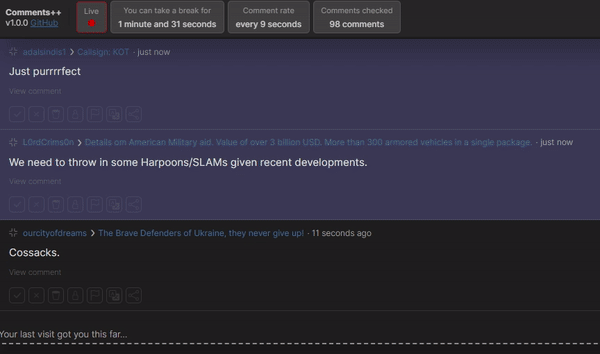 Comments++
v1.0.0 GitHub
Live
You can take a break for
1 minute and 31 seconds
Comment rate
every 9 seconds
Comments checked
98 comments
adalsindis1 ❯ Callsign: KOT · just now
Just purrrrfect
View comment
L0rdCrims0n ❯ Details om American Military aid. Value of over 3 billion USD. More than 300 armored vehicles in a single package. · just now
We need to throw in some Harpoons/SLAMs given recent developments.
View comment
ourcityofdreams ❯ The Brave Defenders of Ukraine, they never give up! · 11 seconds ago
Cossacks.
View comment
Your last visit got you this far...